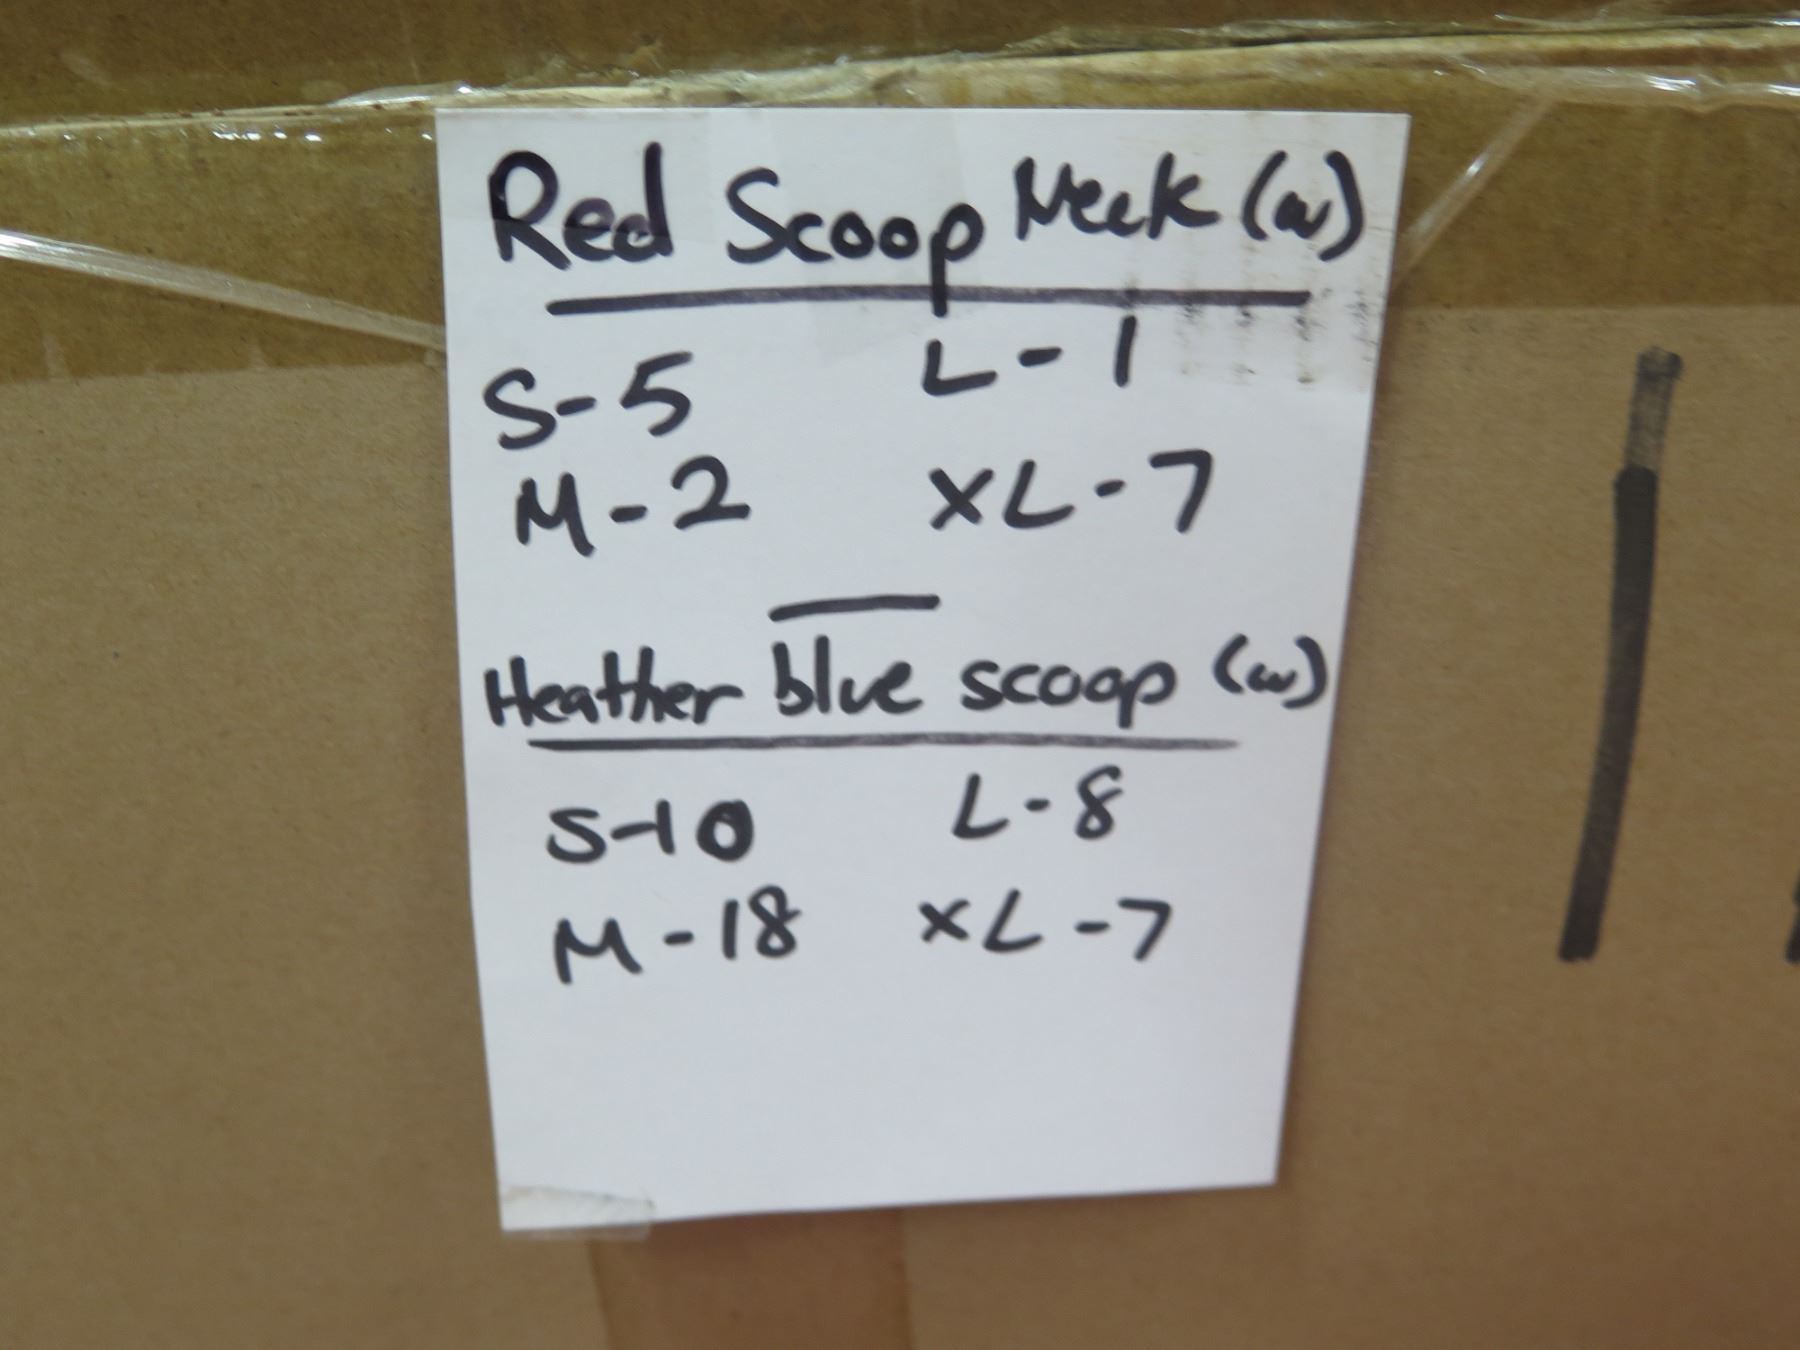 Red Scoop Neck (w)
S-5 L-1
M-2 XL-7
Heather blue scoop (w)
S-10 L-8
M-18 XL-7